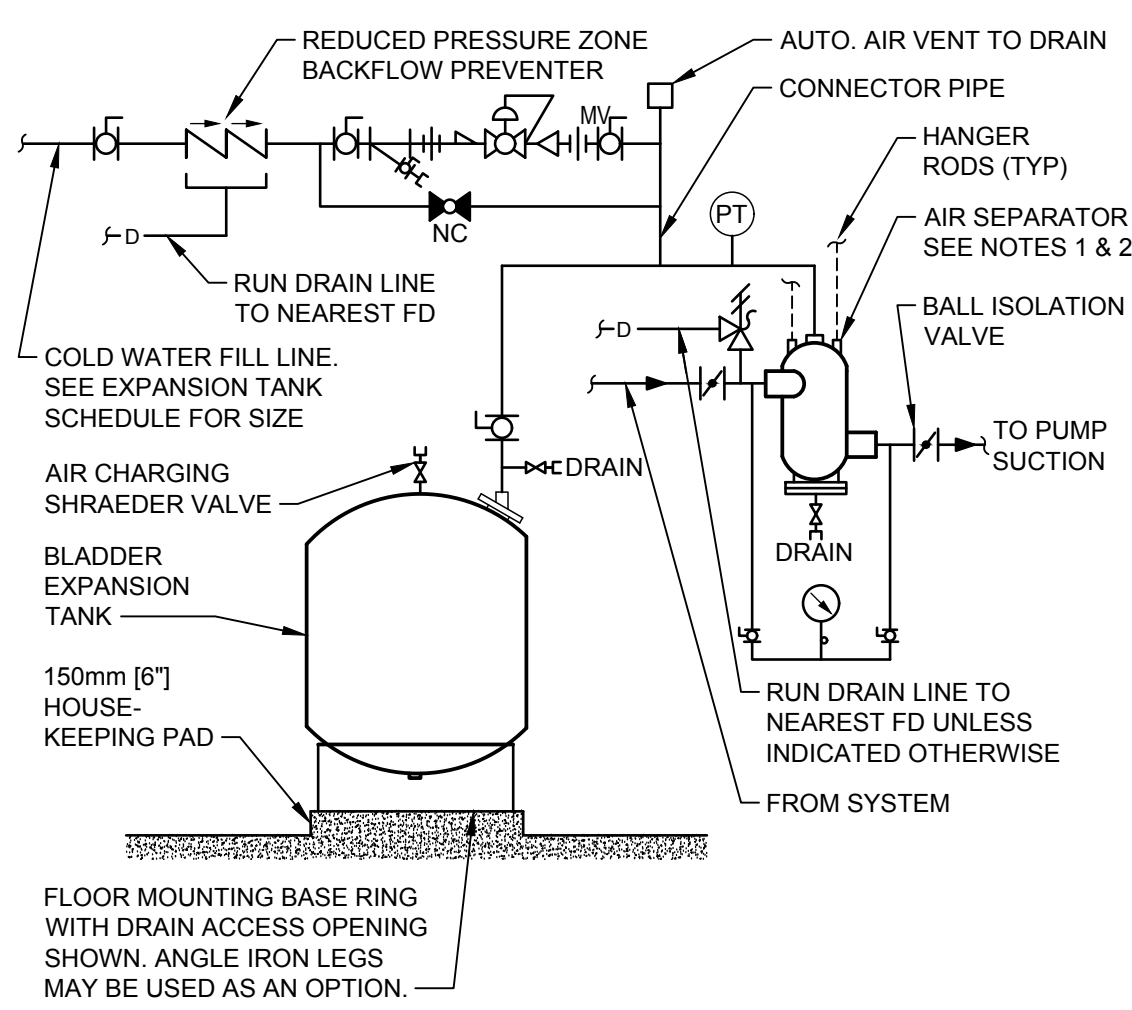 REDUCED PRESSURE ZONE
BACKFLOW PREVENTER
AUTO. AIR VENT TO DRAIN
CONNECTOR PIPE
MV
HANGER
RODS (TYP)
PT
AIR SEPARATOR
SEE NOTES 1 & 2
NC
D
RUN DRAIN LINE
TO NEAREST FD
BALL ISOLATION
VALVE
D
COLD WATER FILL LINE.
SEE EXPANSION TANK
SCHEDULE FOR SIZE
TO PUMP
SUCTION
AIR CHARGING
SHRAEDER VALVE
DRAIN
DRAIN
BLADDER
EXPANSION
TANK
150mm [6"]
HOUSE-
KEEPING PAD
RUN DRAIN LINE TO
NEAREST FD UNLESS
INDICATED OTHERWISE
FROM SYSTEM
FLOOR MOUNTING BASE RING
WITH DRAIN ACCESS OPENING
SHOWN. ANGLE IRON LEGS
MAY BE USED AS AN OPTION.